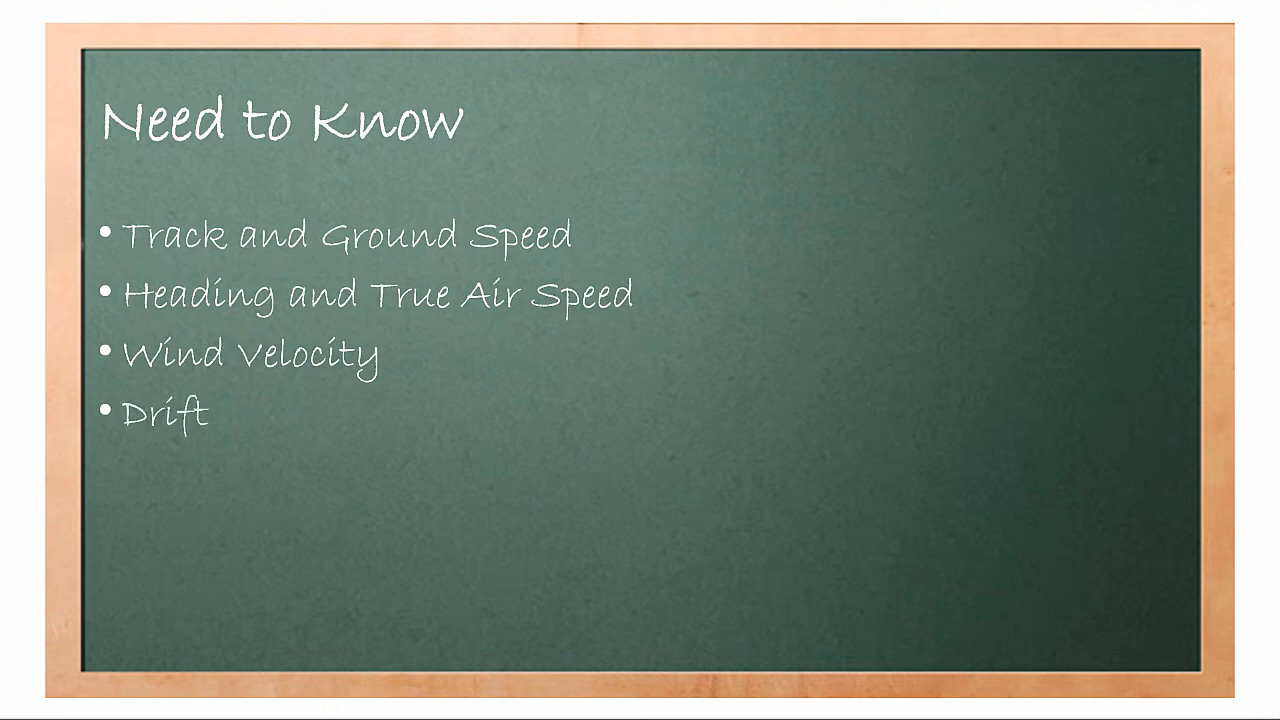 Need to Know
• Track and Ground Speed
• Heading and True Air Speed
• Wind Velocity
• Drift